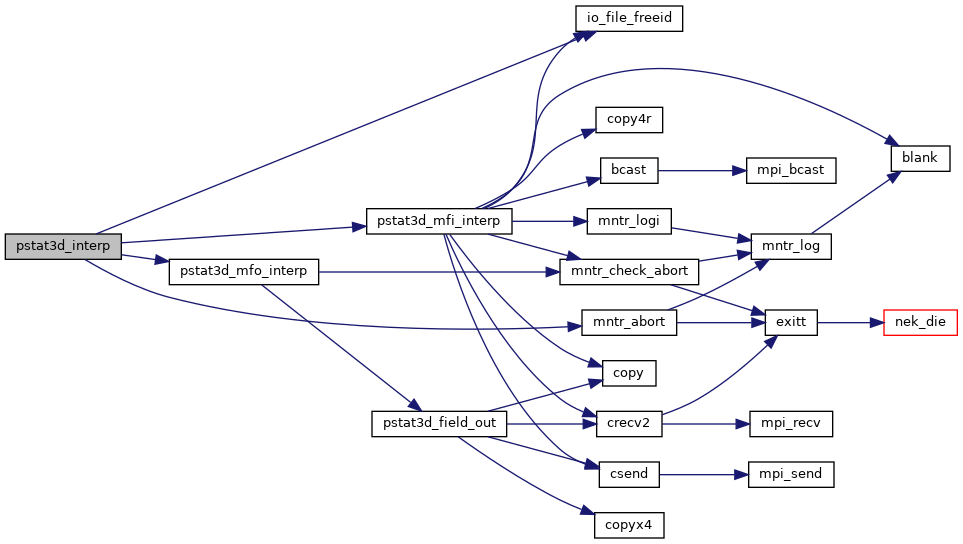 io_file_freeid
copy4r
blank
bcast
mpi_bcast
pstat3d_mfi_interp
mntr_logi
pstat3d_interp
mntr_log
pstat3d_mfo_interp
mntr_check_abort
mntr_abort
exitt
nek_die
copy
pstat3d_field_out
crecv2
mpi_recv
csend
mpi_send
copyx4